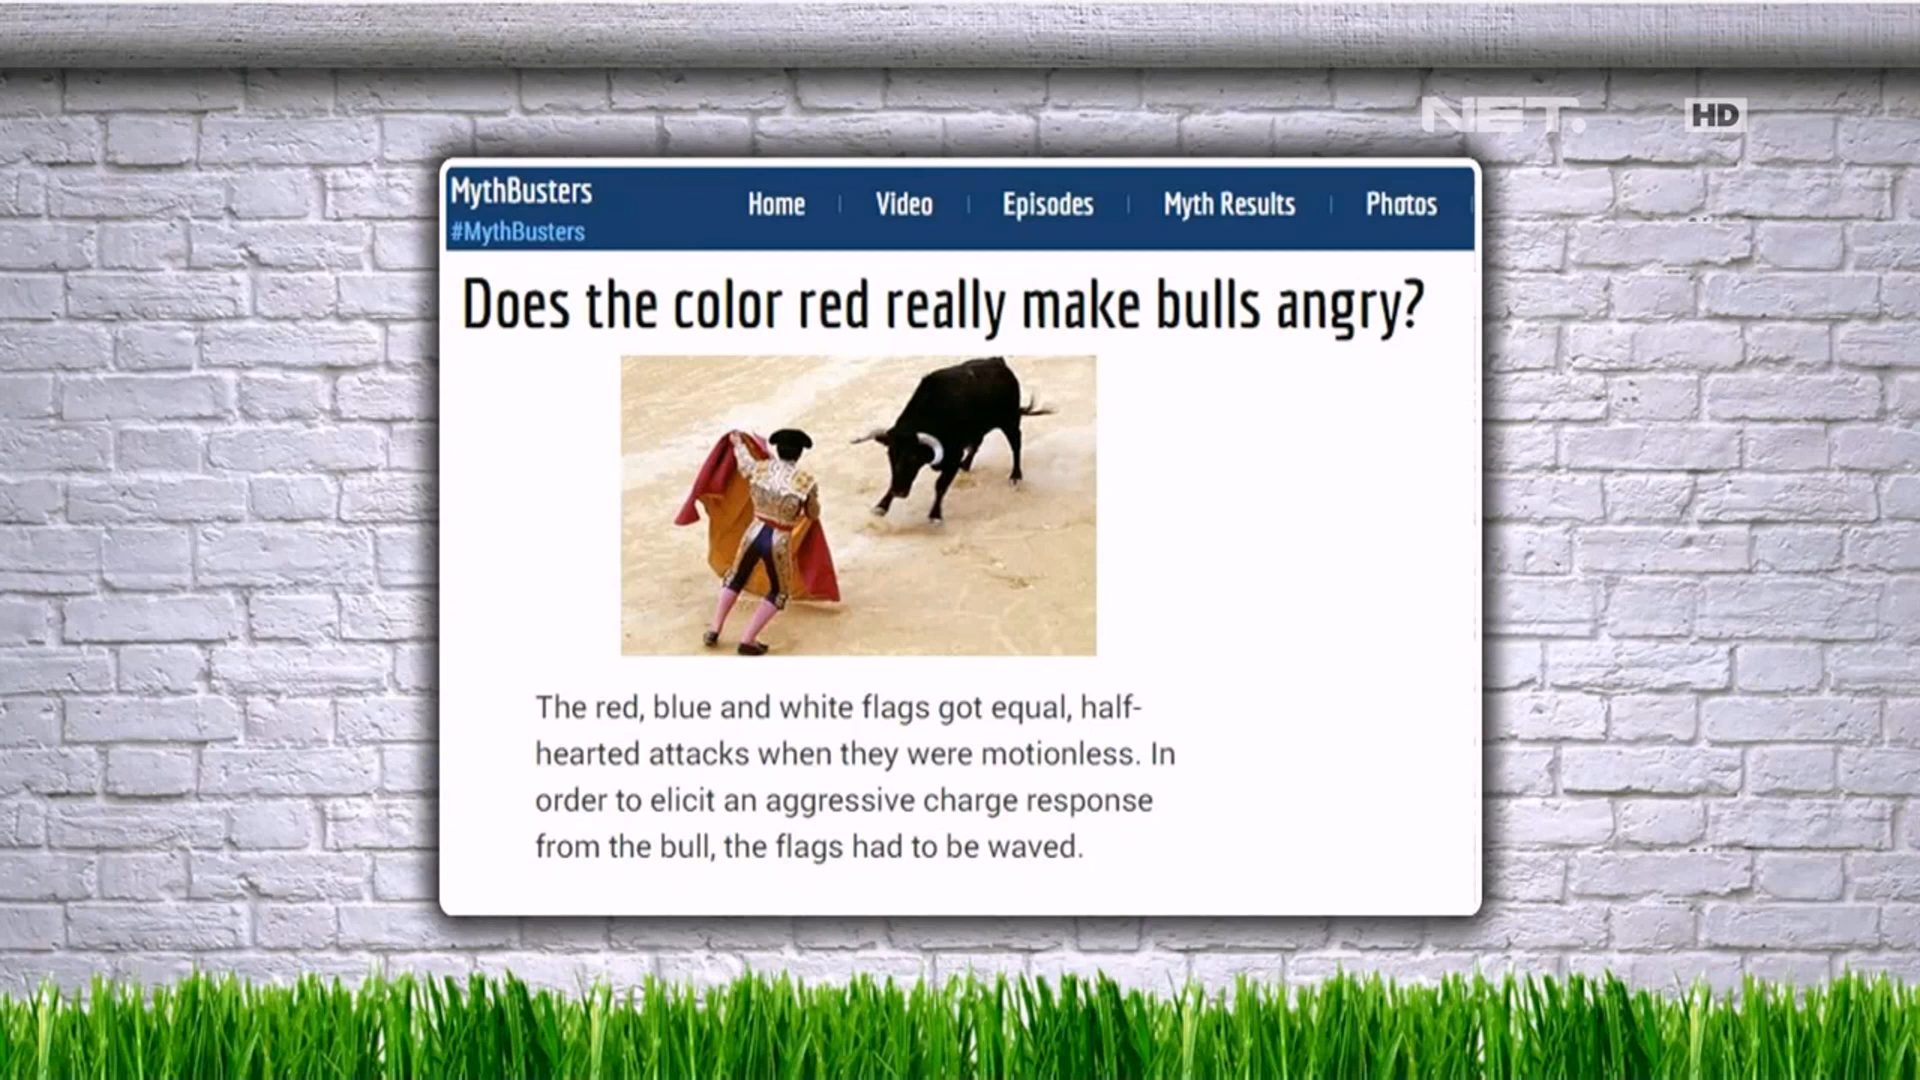 NET.
HD
MythBusters
#MythBusters
Home
Video
Episodes
Myth Results
Photos
Does the color red really make bulls angry?
The red, blue and white flags got equal, half-
hearted attacks when they were motionless. In
order to elicit an aggressive charge response
from the bull, the flags had to be waved.